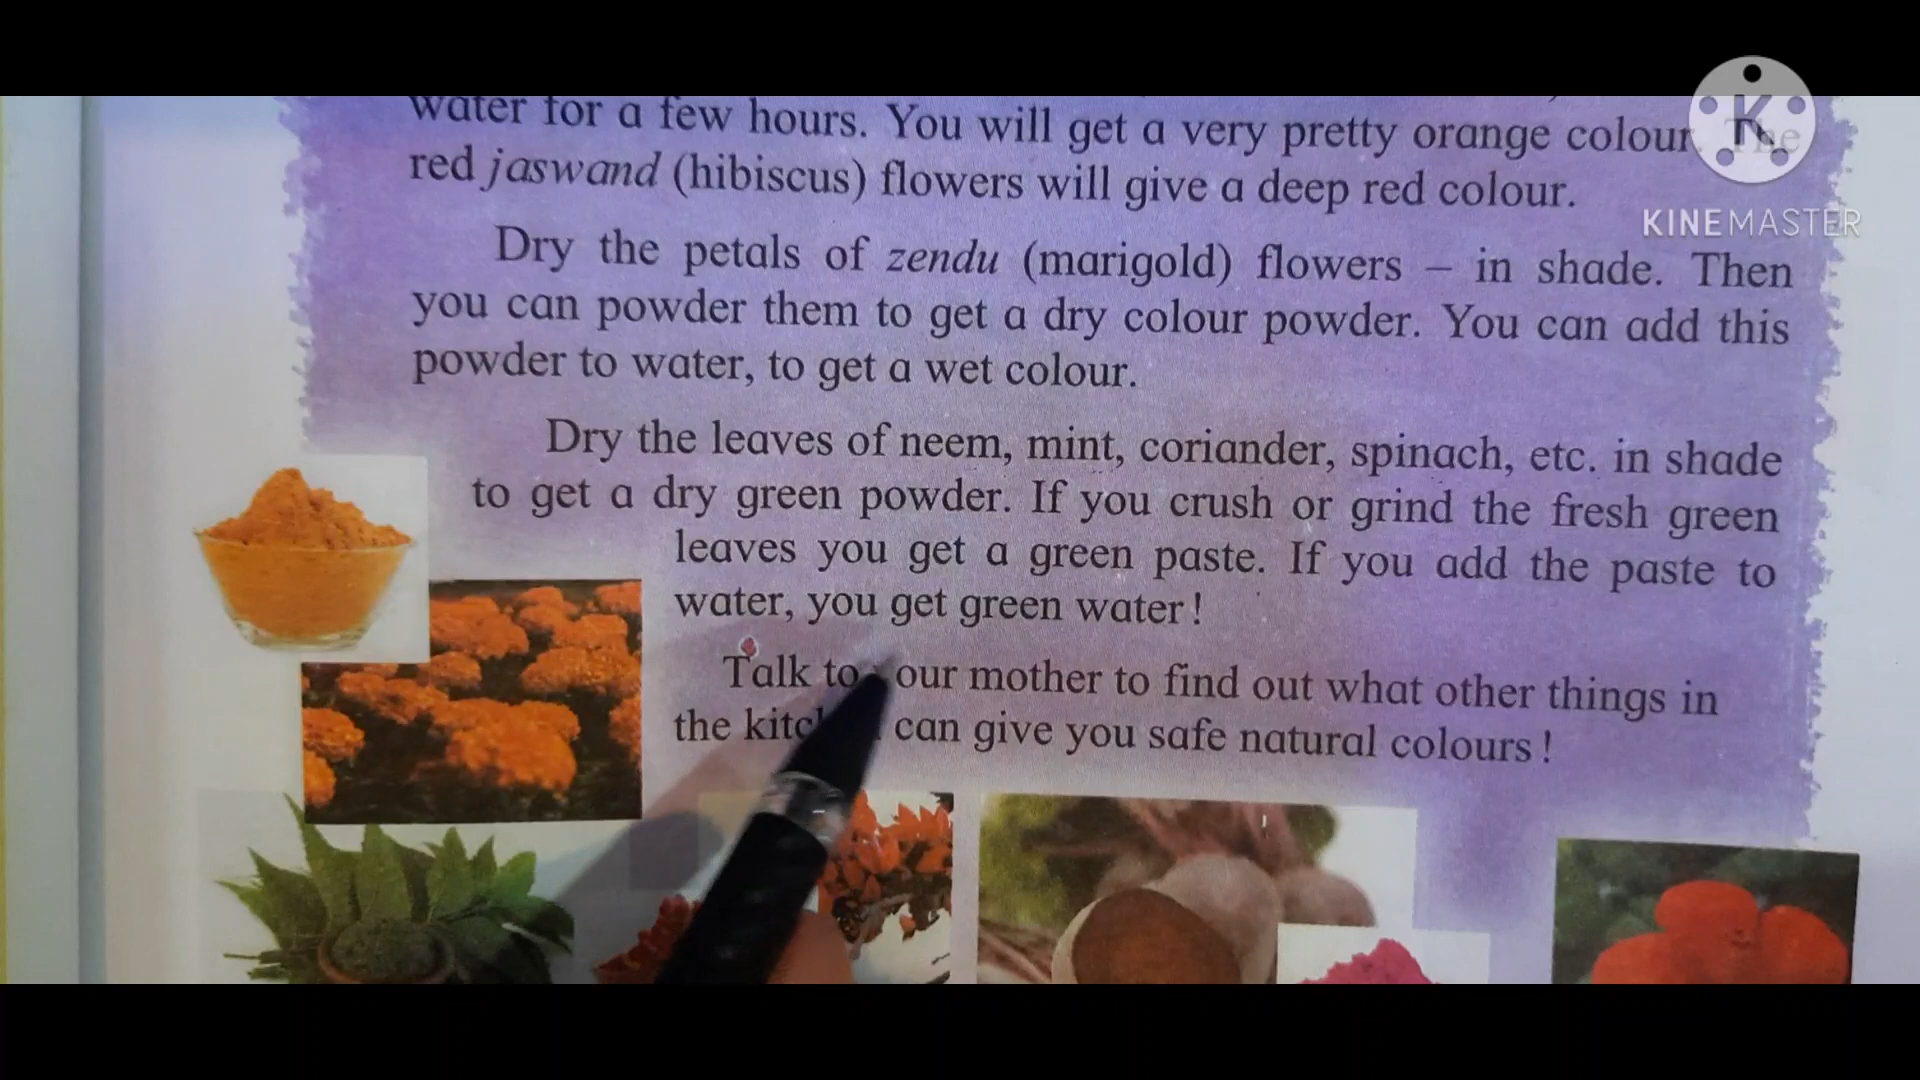 water for a few hours. You will get a very pretty orange colour. The
red jaswand (hibiscus) flowers will give a deep red colour.
Dry the petals of zendu (marigold) flowers – in shade. Then
you can powder them to get a dry colour powder. You can add this
powder to water, to get a wet colour.
Dry the leaves of neem, mint, coriander, spinach, etc. in shade
to get a dry green powder. If you crush or grind the fresh green
leaves you get a green paste. If you add the paste to
water, you get green water!
Talk to your mother to find out what other things in
the kitchen can give you safe natural colours!
K
KINEMASTER